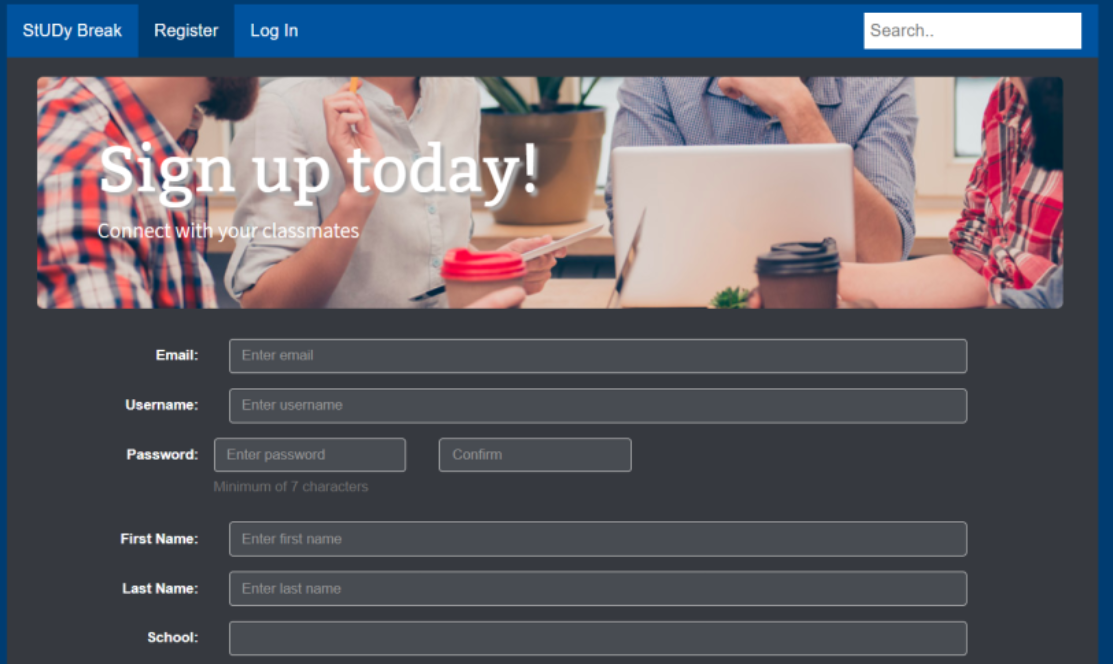 StUDy Break Register Log In Search..
Sign up today!
Connect with your classmates
Email: Enter email
Username: Enter username
Password: Enter password Confirm
Minimum of 7 characters
First Name: Enter first name
Last Name: Enter last name
School: